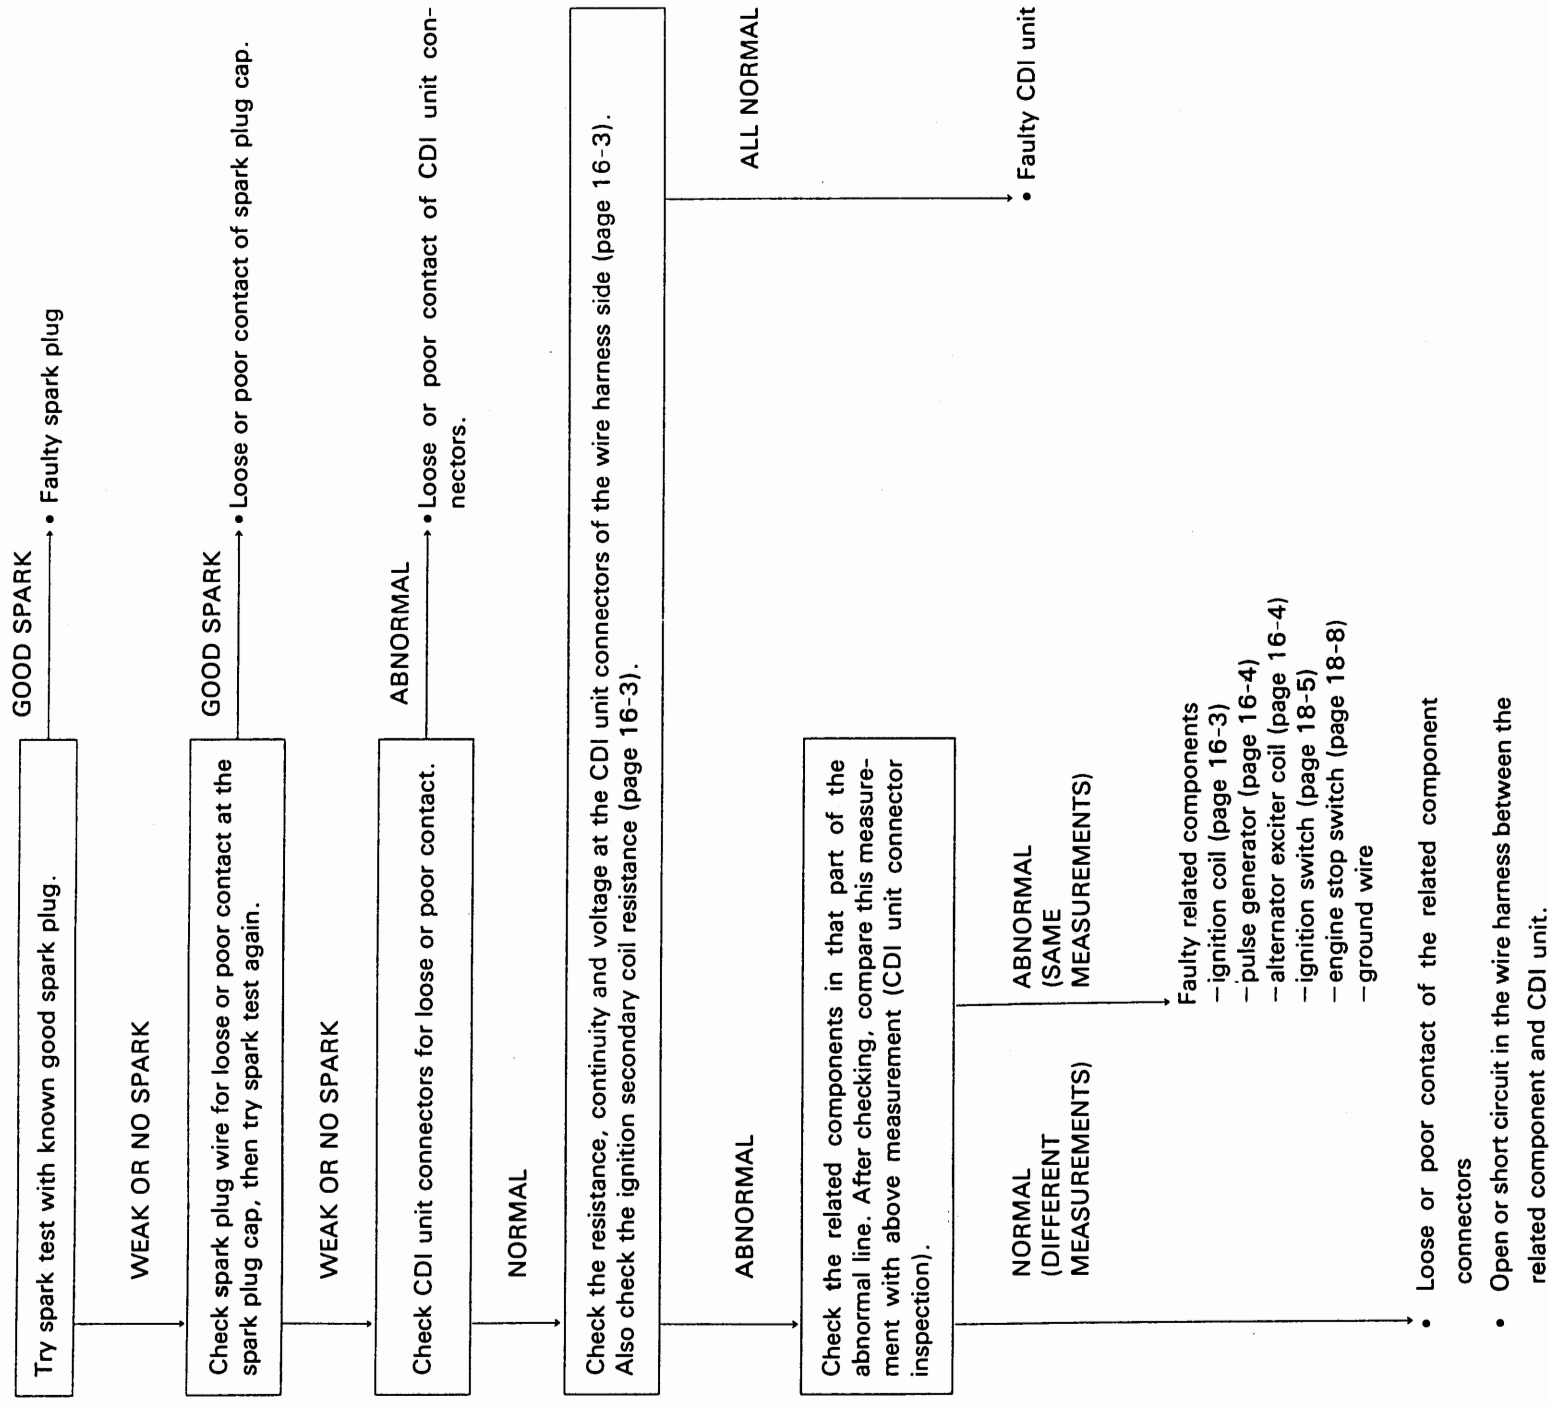 GOOD SPARK
Try spark test with known good spark plug.
• Faulty spark plug
WEAK OR NO SPARK
GOOD SPARK
Check spark plug wire for loose or poor contact at the
spark plug cap, then try spark test again.
• Loose or poor contact of spark plug cap.
WEAK OR NO SPARK
ABNORMAL
Check CDI unit connectors for loose or poor contact.
• Loose or poor contact of CDI unit con-
nectors.
NORMAL
Check the resistance, continuity and voltage at the CDI unit connectors of the wire harness side (page 16-3).
Also check the ignition secondary coil resistance (page 16-3).
ABNORMAL
ALL NORMAL
Check the related components in that part of the
abnormal line. After checking, compare this measure-
ment with above measurement (CDI unit connector
inspection).
• Faulty CDI unit
NORMAL
(DIFFERENT
MEASUREMENTS)
ABNORMAL
(SAME
MEASUREMENTS)
Faulty related components
—ignition coil (page 16-3)
—pulse generator (page 16-4)
—alternator exciter coil (page 16-4)
—ignition switch (page 18-5)
—engine stop switch (page 18-8)
—ground wire
• Loose or poor contact of the related component
connectors
• Open or short circuit in the wire harness between the
related component and CDI unit.